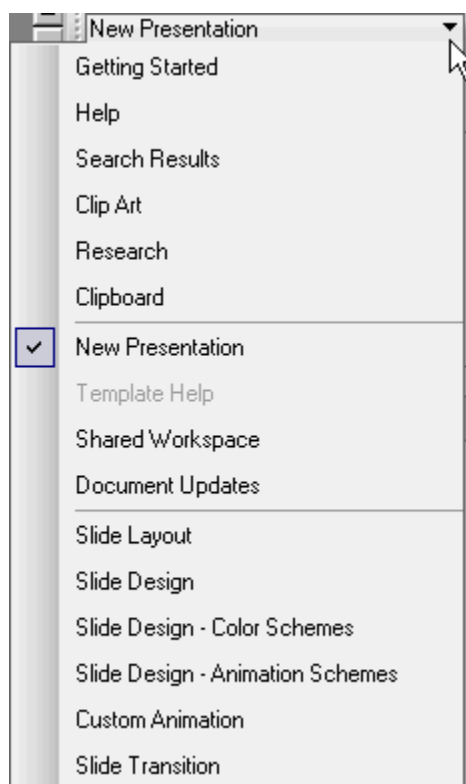 New Presentation
Getting Started
Help
Search Results
Clip Art
Research
Clipboard
New Presentation
Template Help
Shared Workspace
Document Updates
Slide Layout
Slide Design
Slide Design - Color Schemes
Slide Design - Animation Schemes
Custom Animation
Slide Transition